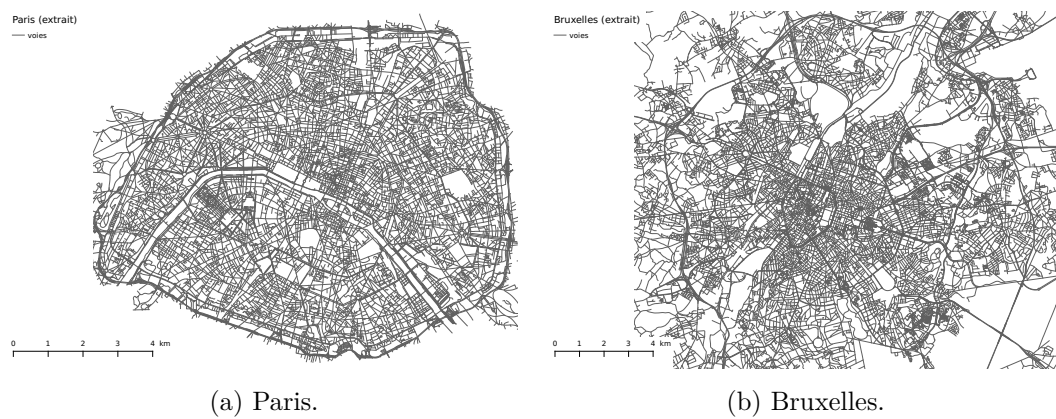 Paris (extrait)
voies
0 1 2 3 4 km
(a) Paris.
Bruxelles (extrait)
voies
0 1 2 3 4 km
(b) Bruxelles.